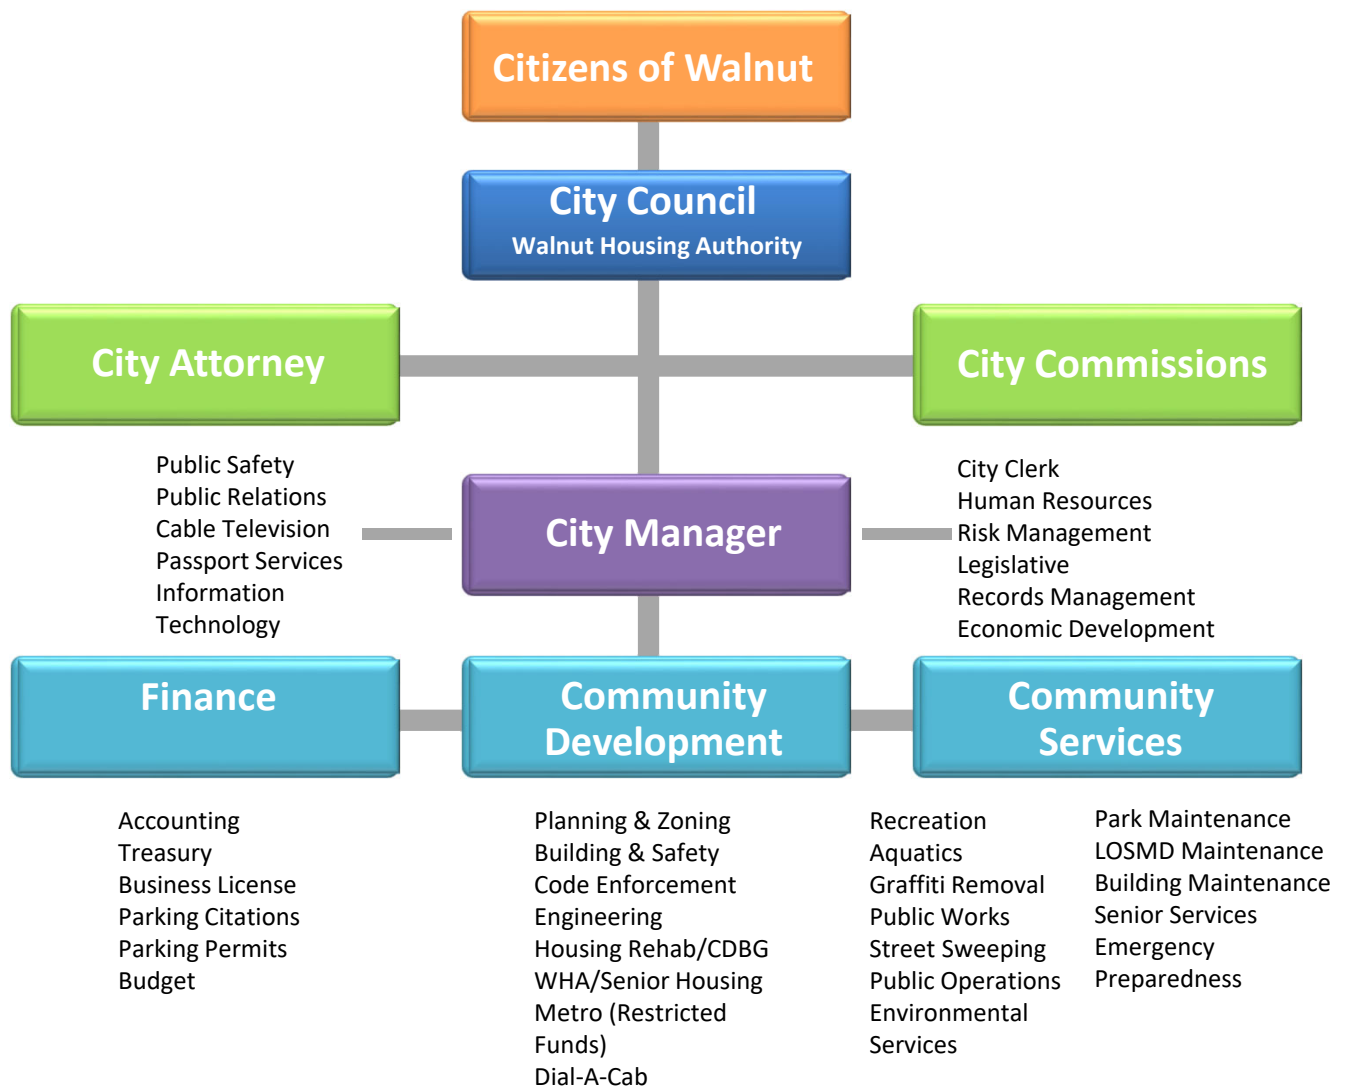 Citizens of Walnut
City Council
Walnut Housing Authority
City Attorney
City Commissions
Public Safety
Public Relations
Cable Television
Passport Services
Information
Technology
City Manager
City Clerk
Human Resources
Risk Management
Legislative
Records Management
Economic Development
Finance
Community
Development
Community
Services
Accounting
Treasury
Business License
Parking Citations
Parking Permits
Budget
Planning & Zoning
Building & Safety
Code Enforcement
Engineering
Housing Rehab/CDBG
WHA/Senior Housing
Metro (Restricted
Funds)
Dial-A-Cab
Recreation
Aquatics
Graffiti Removal
Public Works
Street Sweeping
Public Operations
Environmental
Services
Park Maintenance
LOSMD Maintenance
Building Maintenance
Senior Services
Emergency
Preparedness